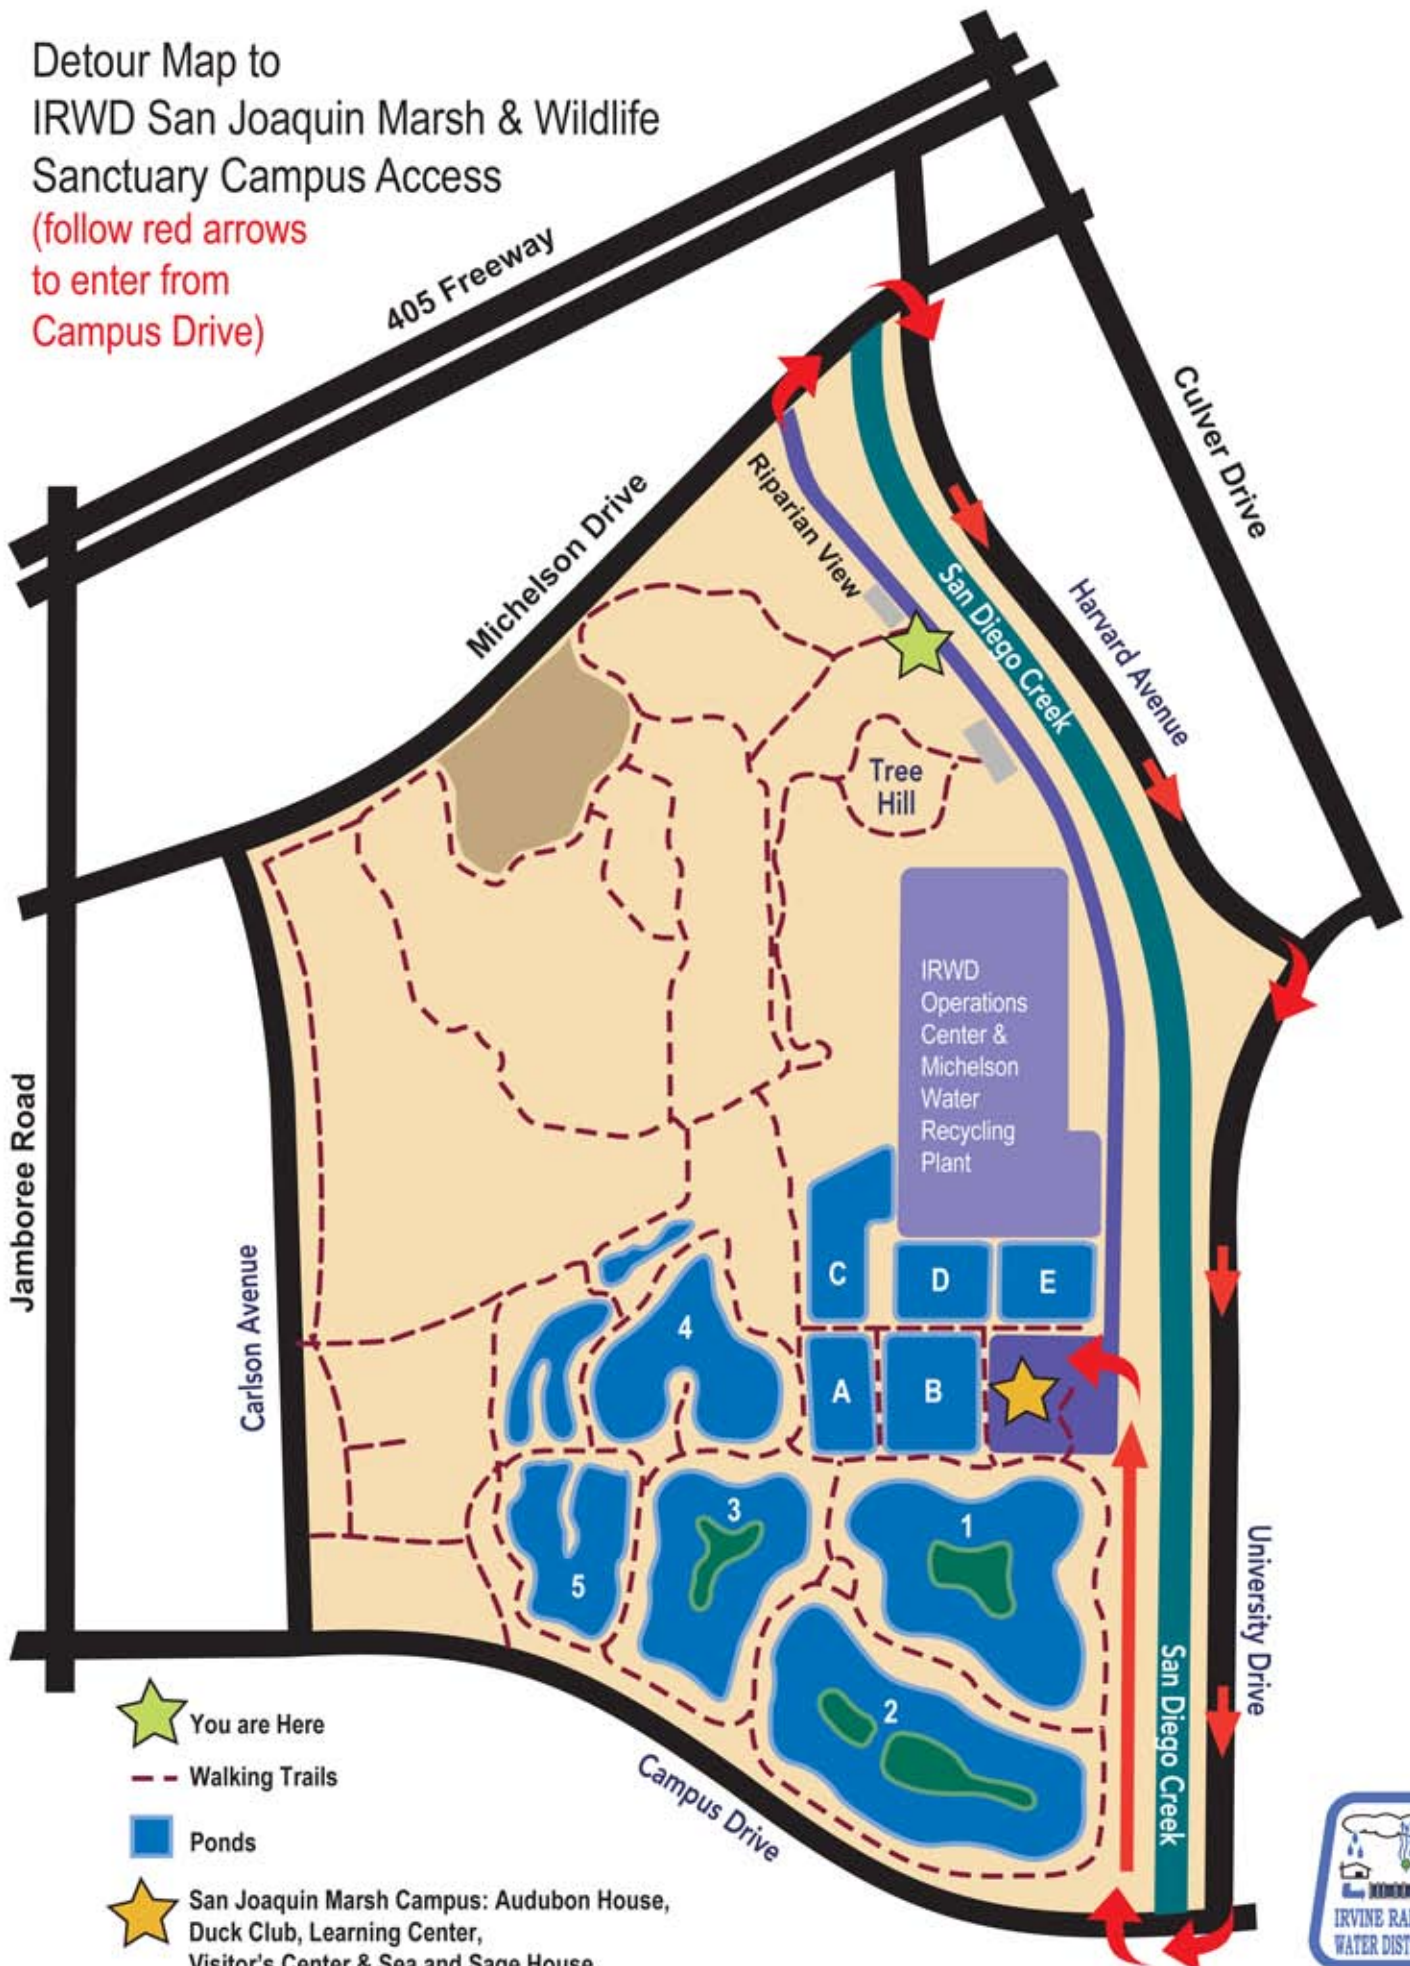 Detour Map to
IRWD San Joaquin Marsh & Wildlife
Sanctuary Campus Access
(follow red arrows
to enter from
Campus Drive)
405 Freeway
Culver Drive
Michelson Drive
Riparian View
San Diego Creek
Harvard Avenue
Tree
Hill
IRWD
Operations
Center &
Michelson
Water
Recycling
Plant
Jamboree Road
Carlson Avenue
C
D
E
4
A
B
3
1
5
2
University Drive
San Diego Creek
Campus Drive
You are Here
Walking Trails
Ponds
San Joaquin Marsh Campus: Audubon House,
Duck Club, Learning Center,
Visitor's Center & Sea and Sage House
IRVINE
WATER